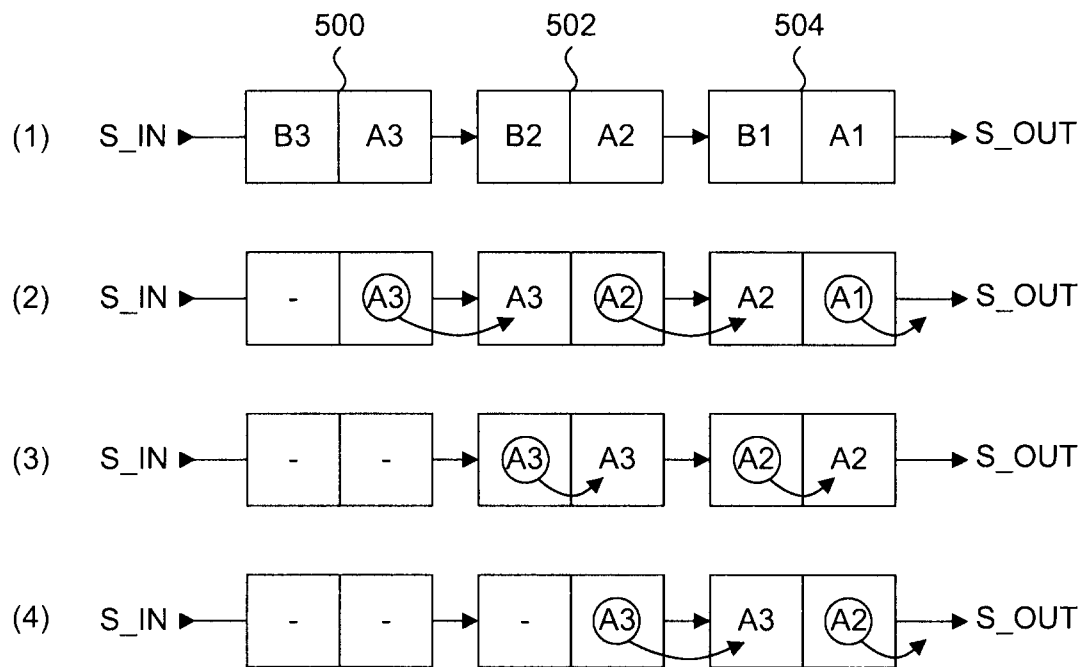 500 502 504
(1) S_IN B3 A3 B2 A2 B1 A1 S_OUT
(2) S_IN - A3 A3 A2 A2 A1 S_OUT
(3) S_IN - - A3 A3 A2 A2 S_OUT
(4) S_IN - - - A3 A3 A2 S_OUT